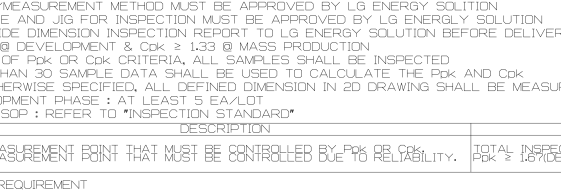 MEASUREMENT METHOD MUST BE APPROVED BY LG ENERGY SOLITION
E AND JIG FOR INSPECTION MUST BE APPROVED BY LG ENERGLY SOLUTION
DE DIMENSION INSPECTION REPORT TO LG ENERGY SOLUTION BEFORE DELIVER
@ DEVELOPMENT & Cpk ≥ 1.33 @ MASS PRODUCTION
OF Ppk OR Cpk CRITERIA, ALL SAMPLES SHALL BE INSPECTED
HAN 30 SAMPLE DATA SHALL BE USED TO CALCULATE THE Ppk AND Cpk
HERWISE SPECIFIED, ALL DEFINED DIMENSION IN 2D DRAWING SHALL BE MEASU
OPMENT PHASE : AT LEAST 5 EA/LOT
SOP : REFER TO "INSPECTION STANDARD"
DESCRIPTION
ASUREMENT POINT THAT MUST BE CONTROLLED BY Ppk OR Cpk. TOTAL INSPE
ASUREMENT POINT THAT MUST BE CONTROLLED DUE TO RELIABILITY. Ppk ≥ 1.67(DE
REQUIREMENT